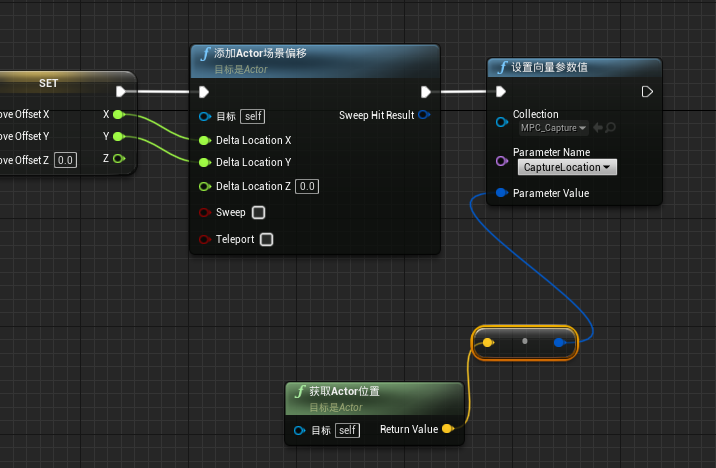 SET
ove Offset X
X
ove Offset Y
Y
ove Offset Z 0.0
Z
f 添加Actor场景偏移
目标是Actor
目标 self
Sweep Hit Result
Delta Location X
Delta Location Y
Delta Location Z 0.0
Sweep
Teleport
f 设置向量参数值
Collection
MPC_Capture
Parameter Name
CaptureLocation
Parameter Value
f 获取Actor位置
目标是Actor
目标 self
Return Value